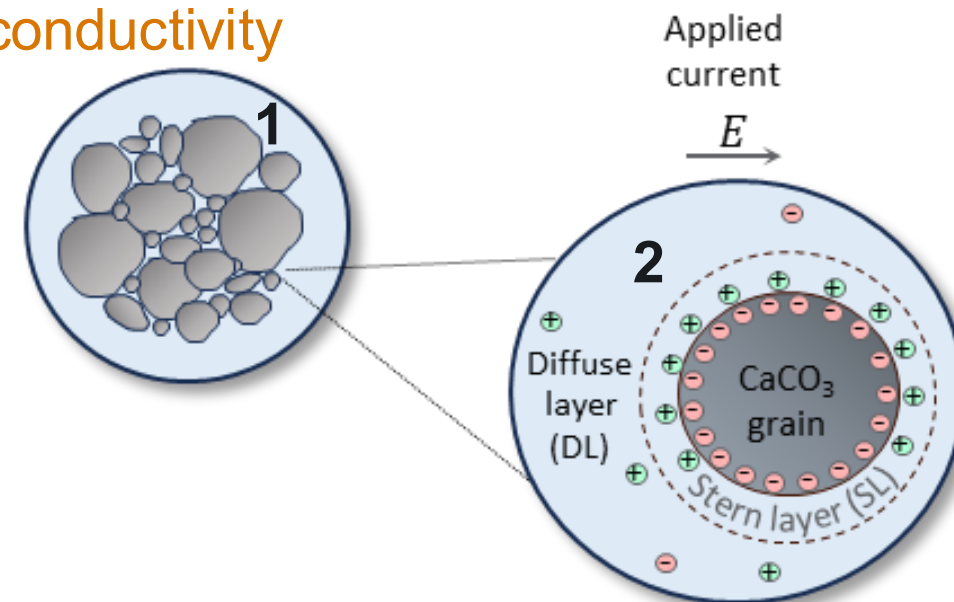 conductivity
Applied
current
E
1
2
Diffuse
layer
(DL)
CaCO₃
grain
Stern layer (SL)